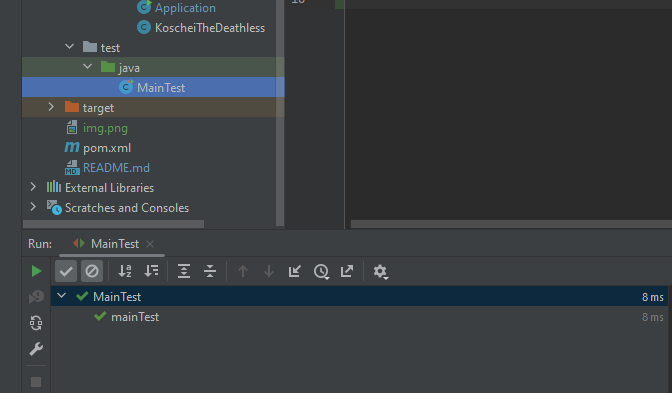 Application
KoscheiTheDeathless
test
java
MainTest
target
img.png
pom.xml
README.md
External Libraries
Scratches and Consoles
Run: MainTest
MainTest 8 ms
mainTest 8 ms